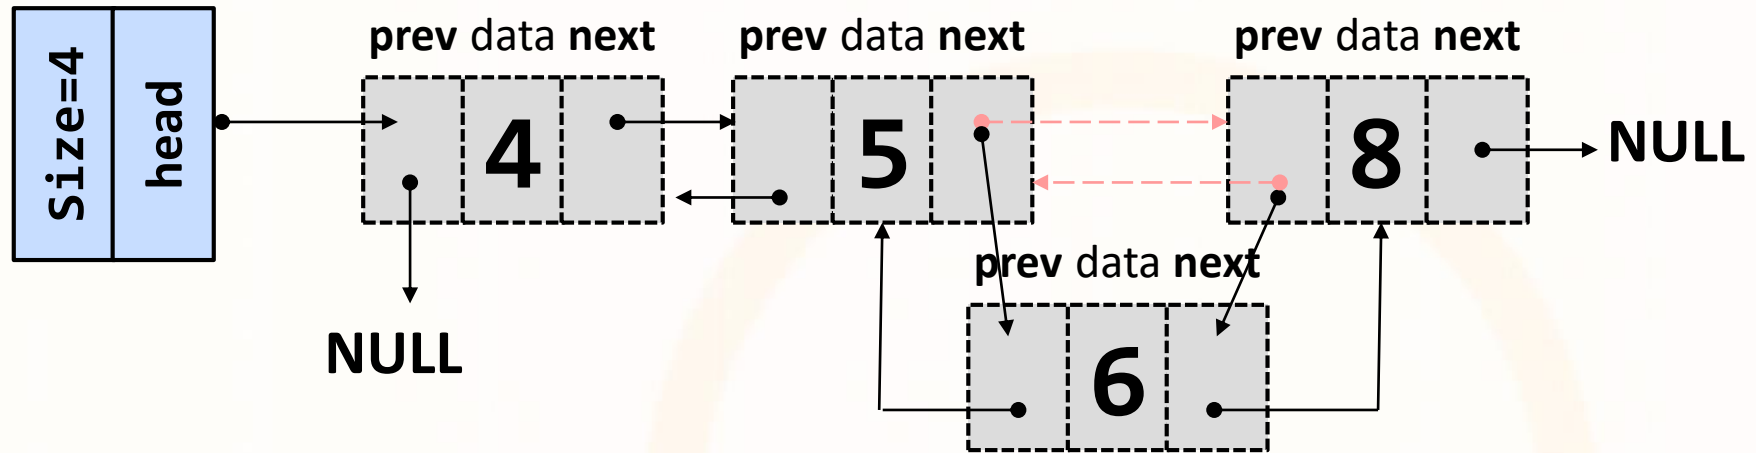 Size=4
head
prev data next
4
prev data next
5
prev data next
8
NULL
NULL
prev data next
6